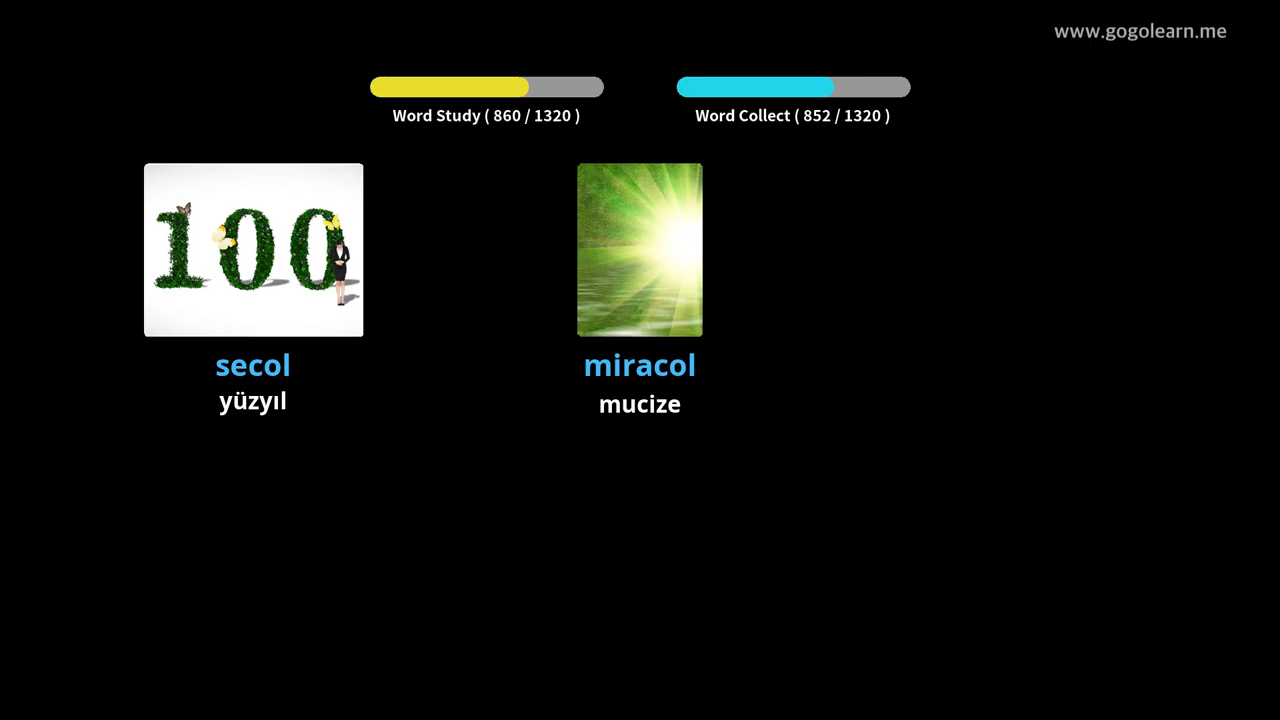 www.gogolearn.me
Word Study ( 860 / 1320 )
Word Collect ( 852 / 1320 )
100
secol
yüzyıl
miracol
mucize